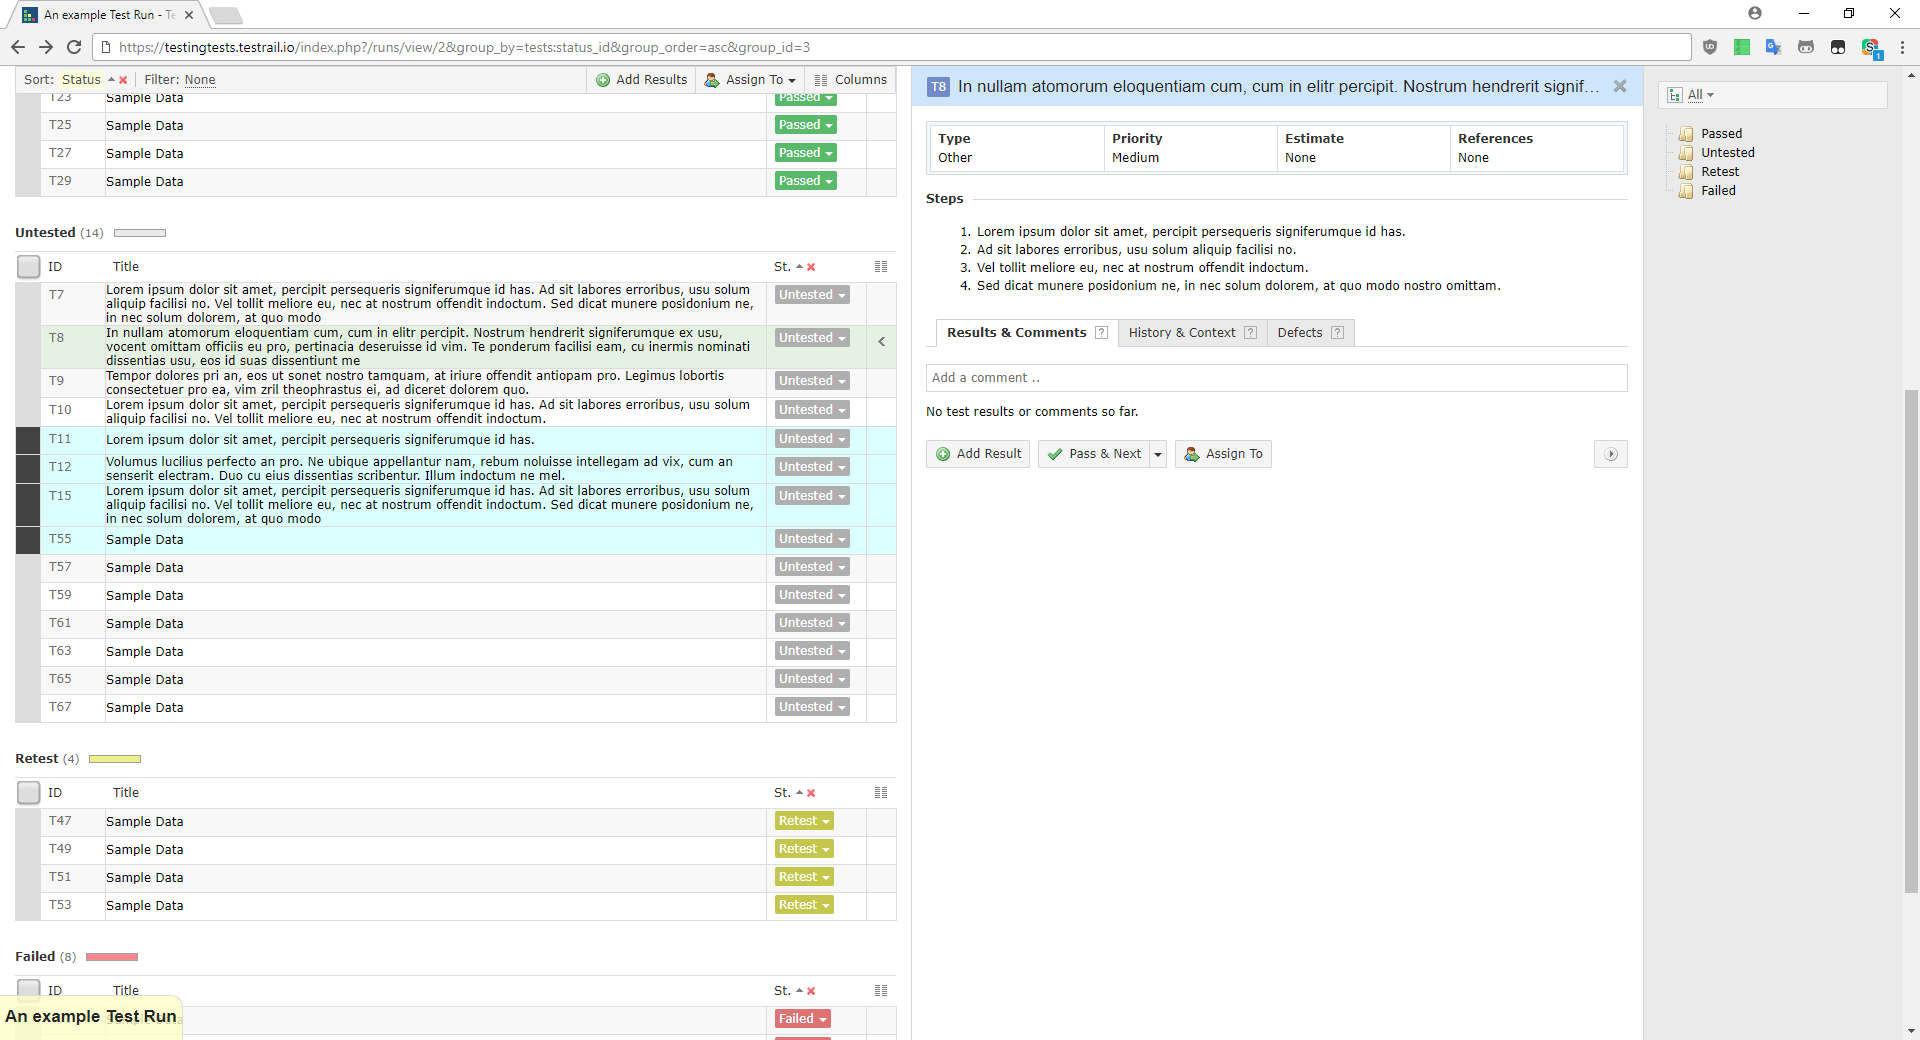 An example Test Run - Te
https://testingtests.testrail.io/index.php?/runs/view/2&group_by=tests:status_id&group_order=asc&group_id=3
Sort: Status Filter: None Add Results Assign To Columns
T23 Sample Data Passed
T25 Sample Data Passed
T27 Sample Data Passed
T29 Sample Data Passed
Untested (14)
ID Title St.
T7 Lorem ipsum dolor sit amet, percipit persequeris signiferumque id has. Ad sit labores erroribus, usu solum Untested
aliquip facilisi no. Vel tollit meliore eu, nec at nostrum offendit indoctum. Sed dicat munere posidonium ne,
in nec solum dolorem, at quo modo
T8 In nullam atomorum eloquentiam cum, cum in elitr percipit. Nostrum hendrerit signiferumque ex usu, Untested
vocent omittam officiis eu pro, pertinacia deseruisse id vim. Te ponderum facilisi eam, cu inermis nominati
dissentias usu, eos id suas dissentiunt me
T9 Tempor dolores pri an, eos ut sonet nostro tamquam, at iriure offendit antiopam pro. Legimus lobortis Untested
consectetuer pro ea, vim zril theophrastus ei, ad diceret dolorem quo.
T10 Lorem ipsum dolor sit amet, percipit persequeris signiferumque id has. Ad sit labores erroribus, usu solum Untested
aliquip facilisi no. Vel tollit meliore eu, nec at nostrum offendit indoctum.
T11 Lorem ipsum dolor sit amet, percipit persequeris signiferumque id has. Untested
T12 Volumus lucilius perfecto an pro. Ne ubique appellantur nam, rebum noluisse intellegam ad vix, cum an Untested
senserit electram. Duo cu eius dissentias scribentur. Illum indoctum ne mel.
T15 Lorem ipsum dolor sit amet, percipit persequeris signiferumque id has. Ad sit labores erroribus, usu solum Untested
aliquip facilisi no. Vel tollit meliore eu, nec at nostrum offendit indoctum. Sed dicat munere posidonium ne,
in nec solum dolorem, at quo modo
T55 Sample Data Untested
T57 Sample Data Untested
T59 Sample Data Untested
T61 Sample Data Untested
T63 Sample Data Untested
T65 Sample Data Untested
T67 Sample Data Untested
Retest (4)
ID Title St.
T47 Sample Data Retest
T49 Sample Data Retest
T51 Sample Data Retest
T53 Sample Data Retest
Failed (8)
ID Title St.
An example Test Run Failed
T8 In nullam atomorum eloquentiam cum, cum in elitr percipit. Nostrum hendrerit signif...
Type Priority Estimate References
Other Medium None None
Steps
1. Lorem ipsum dolor sit amet, percipit persequeris signiferumque id has.
2. Ad sit labores erroribus, usu solum aliquip facilisi no.
3. Vel tollit meliore eu, nec at nostrum offendit indoctum.
4. Sed dicat munere posidonium ne, in nec solum dolorem, at quo modo nostro omittam.
Results & Comments ? History & Context ? Defects ?
Add a comment ..
No test results or comments so far.
Add Result Pass & Next Assign To
All
Passed
Untested
Retest
Failed